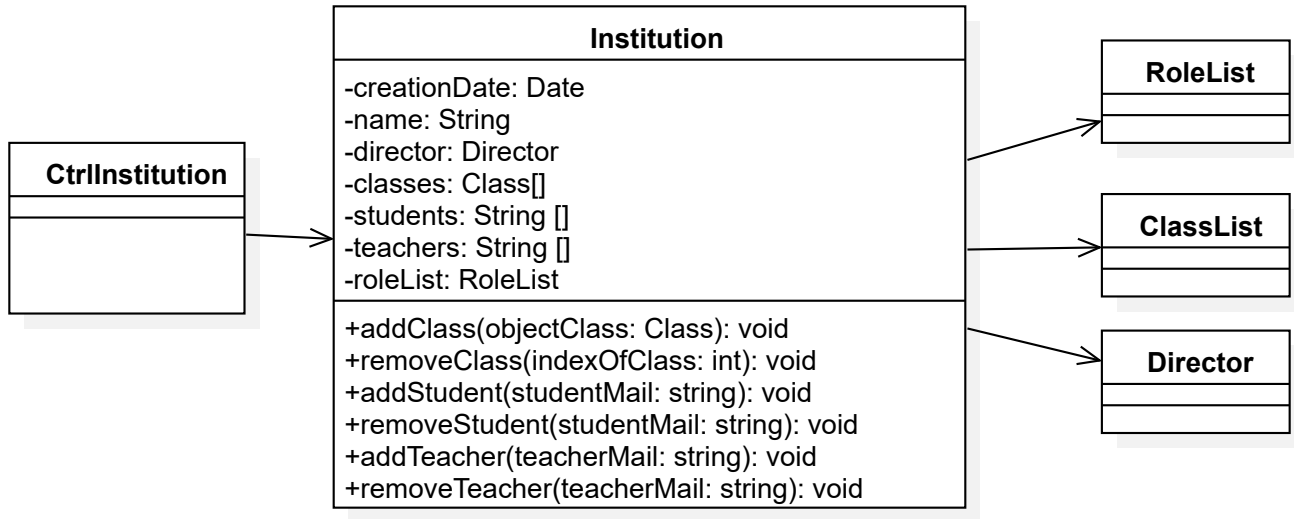 CtrlInstitution
Institution
-creationDate: Date
-name: String
-director: Director
-classes: Class[]
-students: String []
-teachers: String []
-roleList: RoleList
+addClass(objectClass: Class): void
+removeClass(indexOfClass: int): void
+addStudent(studentMail: string): void
+removeStudent(studentMail: string): void
+addTeacher(teacherMail: string): void
+removeTeacher(teacherMail: string): void
RoleList
ClassList
Director